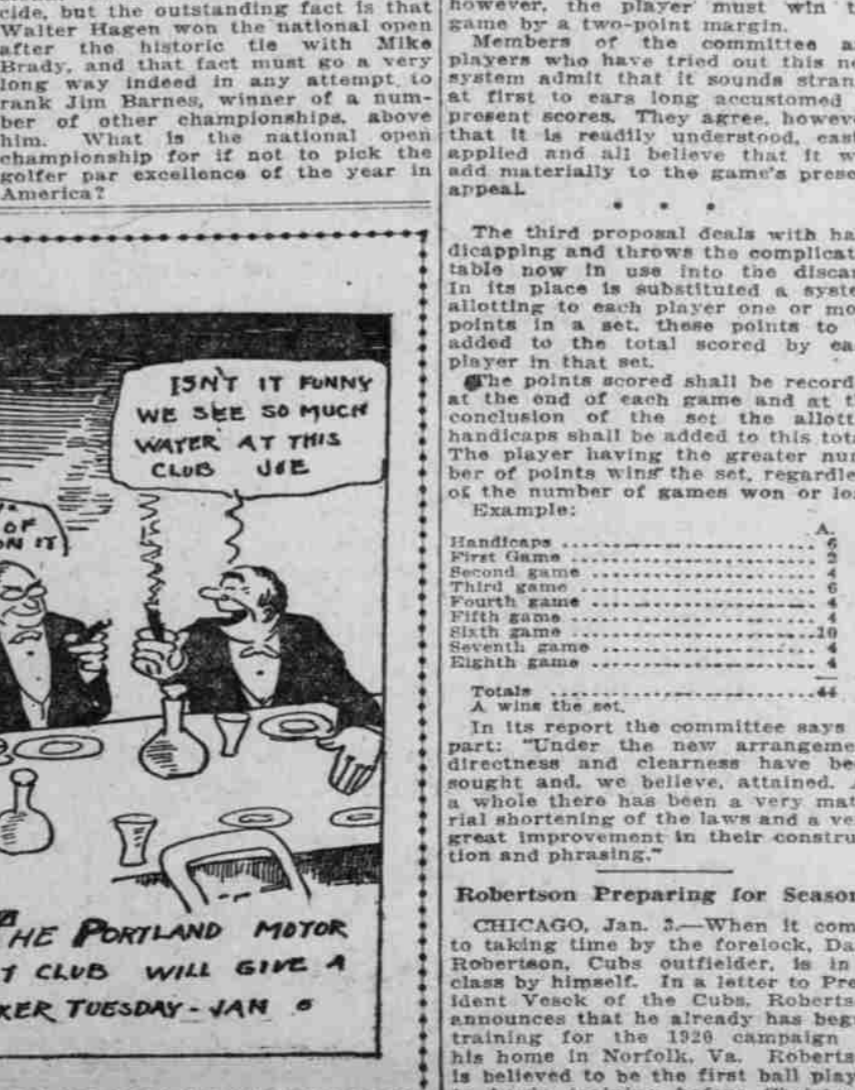 cide, but the outstanding fact is that
Walter Hagen won the national open
after the historic tie with Mike
Brady, and that fact must go a very
long way indeed in any attempt to
rank Jim Barnes, winner of a num-
ber of other championships, above
him. What is the national open
championship for if not to pick the
golfer par excellence of the year in
America?
ISN'T IT FUNNY
WE SEE SO MUCH
WATER AT THIS
CLUB JOE
OF
ON IT
THE PORTLAND MOTOR
T CLUB WILL GIVE A
KER TUESDAY - JAN 6
however, the player must win t
game by a two-point margin.
Members of the committee a
players who have tried out this ne
system admit that it sounds stran
at first to ears long accustomed
present scores. They agree, howeve
that it is readily understood, easi
applied and all believe that it w
add materially to the game's prese
appeal.
* * *
The third proposal deals with ha
dicapping and throws the complicat
table now in use into the discar
In its place is substituted a syste
allotting to each player one or mo
points in a set, these points to
added to the total scored by ea
player in that set.
The points scored shall be record
at the end of each game and at t
conclusion of the set the allott
handicaps shall be added to this tota
The player having the greater num
ber of points wins the set, regardle
of the number of games won or lo
Example:
A.
Handicaps 6
First Game 2
Second game 4
Third game 6
Fourth game 4
Fifth game 4
Sixth game 10
Seventh game 4
Eighth game 4
Totals 44
A wins the set.
In its report the committee says
part: "Under the new arrangeme
directness and clearness have be
sought and, we believe, attained. A
a whole there has been a very mat
rial shortening of the laws and a ve
great improvement in their constru
tion and phrasing."
Robertson Preparing for Season
CHICAGO, Jan. 3.—When it com
to taking time by the forelock, Da
Robertson, Cubs outfielder, is in
class by himself. In a letter to Pre
ident Veeck of the Cubs, Roberts
announces that he already has begu
training for the 1920 campaign
his home in Norfolk, Va. Roberts
is believed to be the first ball play